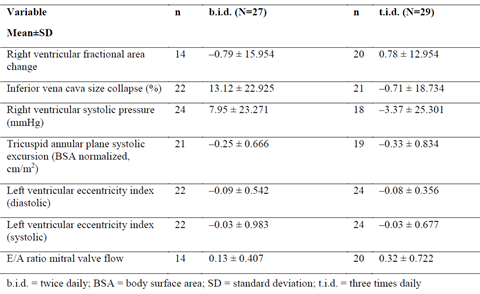 Variable n b.i.d. (N=27) n t.i.d. (N=29)
Mean±SD
Right ventricular fractional area 14 –0.79 ± 15.954 20 0.78 ± 12.954
change
Inferior vena cava size collapse (%) 22 13.12 ± 22.925 21 –0.71 ± 18.734
Right ventricular systolic pressure 24 7.95 ± 23.271 18 –3.37 ± 25.301
(mmHg)
Tricuspid annular plane systolic 21 –0.25 ± 0.666 19 –0.33 ± 0.834
excursion (BSA normalized,
cm/m²)
Left ventricular eccentricity index 22 –0.09 ± 0.542 24 –0.08 ± 0.356
(diastolic)
Left ventricular eccentricity index 22 –0.03 ± 0.983 24 –0.03 ± 0.677
(systolic)
E/A ratio mitral valve flow 14 0.13 ± 0.407 20 0.32 ± 0.722
b.i.d. = twice daily; BSA = body surface area; SD = standard deviation; t.i.d. = three times daily